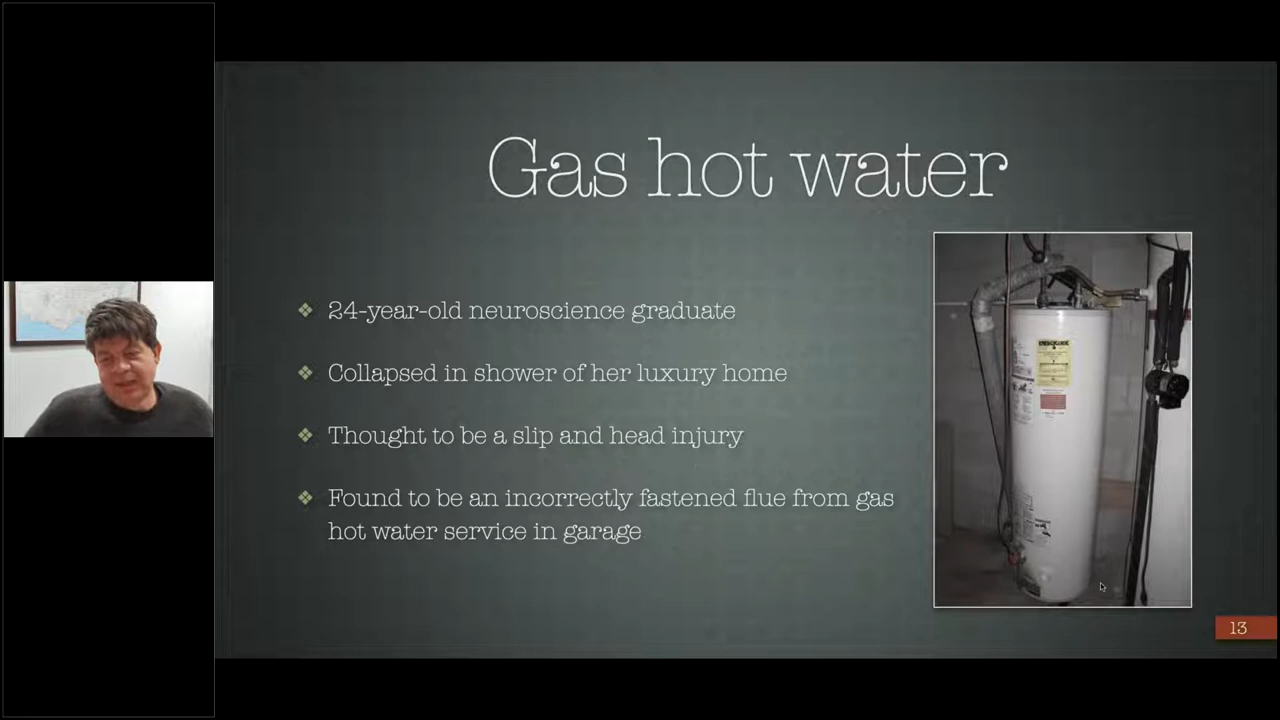 Gas hot water
24-year-old neuroscience graduate
Collapsed in shower of her luxury home
Thought to be a slip and head injury
Found to be an incorrectly fastened flue from gas
hot water service in garage
13